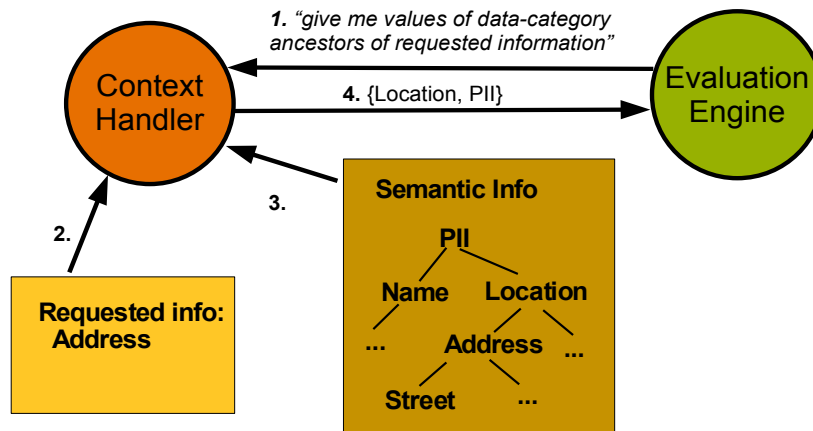 1. “give me values of data-category
ancestors of requested information”
Context
Handler
4. {Location, PII}
Evaluation
Engine
2.
3.
Semantic Info
PII
Name
Location
...
Address
...
Street
...
Requested info:
Address